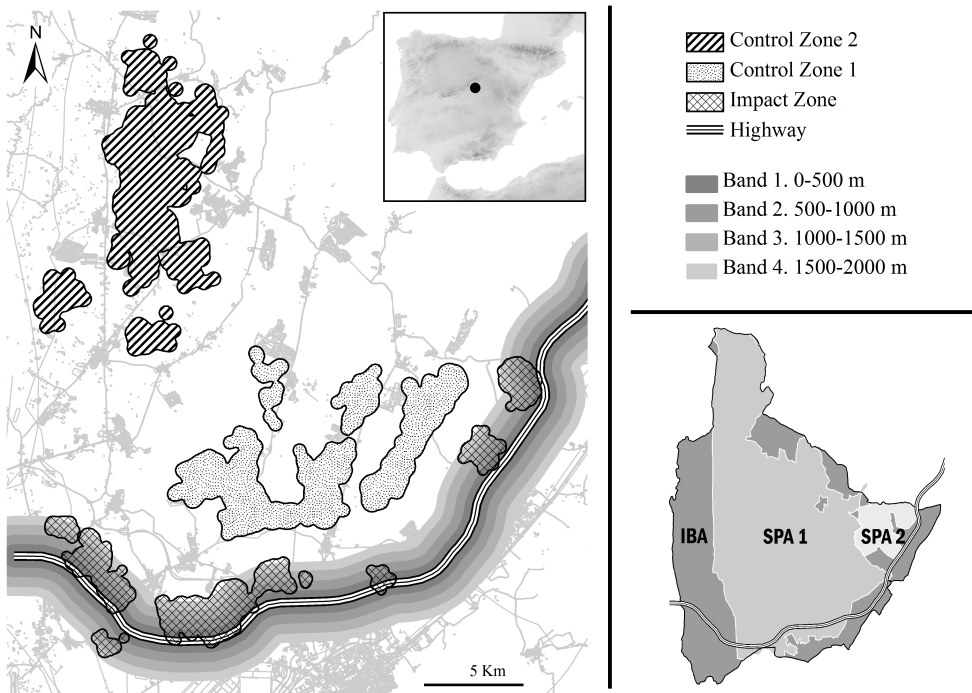 N
5 Km
Control Zone 2
Control Zone 1
Impact Zone
Highway
Band 1. 0-500 m
Band 2. 500-1000 m
Band 3. 1000-1500 m
Band 4. 1500-2000 m
IBA
SPA 1
SPA 2